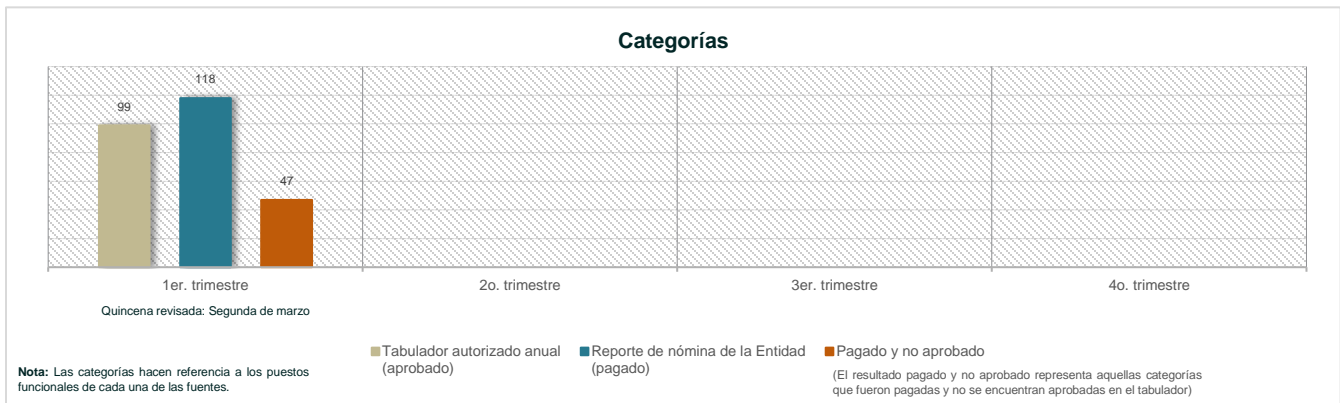 Categorías
118
99
47
1er. trimestre
2o. trimestre
3er. trimestre
4o. trimestre
Quincena revisada: Segunda de marzo
Tabulador autorizado anual
(aprobado)
Reporte de nómina de la Entidad
(pagado)
Pagado y no aprobado
(El resultado pagado y no aprobado representa aquellas categorías
que fueron pagadas y no se encuentran aprobadas en el tabulador)
Nota: Las categorías hacen referencia a los puestos
funcionales de cada una de las fuentes.